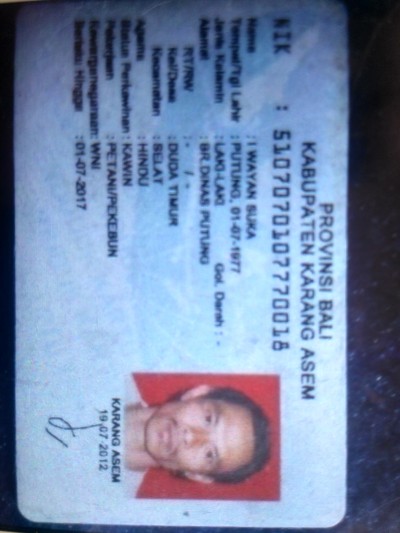 PROVINSI BALI
KABUPATEN KARANG ASEM
NIK : 5107070107770018
Nama : I WAYAN SUKA
Tempat/Tgl Lahir : PUTUNG, 01-07-1977
Jenis Kelamin : LAKI-LAKI Gol. Darah : -
Alamat : BR.DINAS PUTUNG
RT/RW : - / -
Kel/Desa : DUDA TIMUR
Kecamatan : SELAT
Agama : HINDU
Status Perkawinan : KAWIN
Pekerjaan : PETANI/PEKEBUN
Kewarganegaraan : WNI
Berlaku Hingga : 01-07-2017
KARANG ASEM
19-07-2012